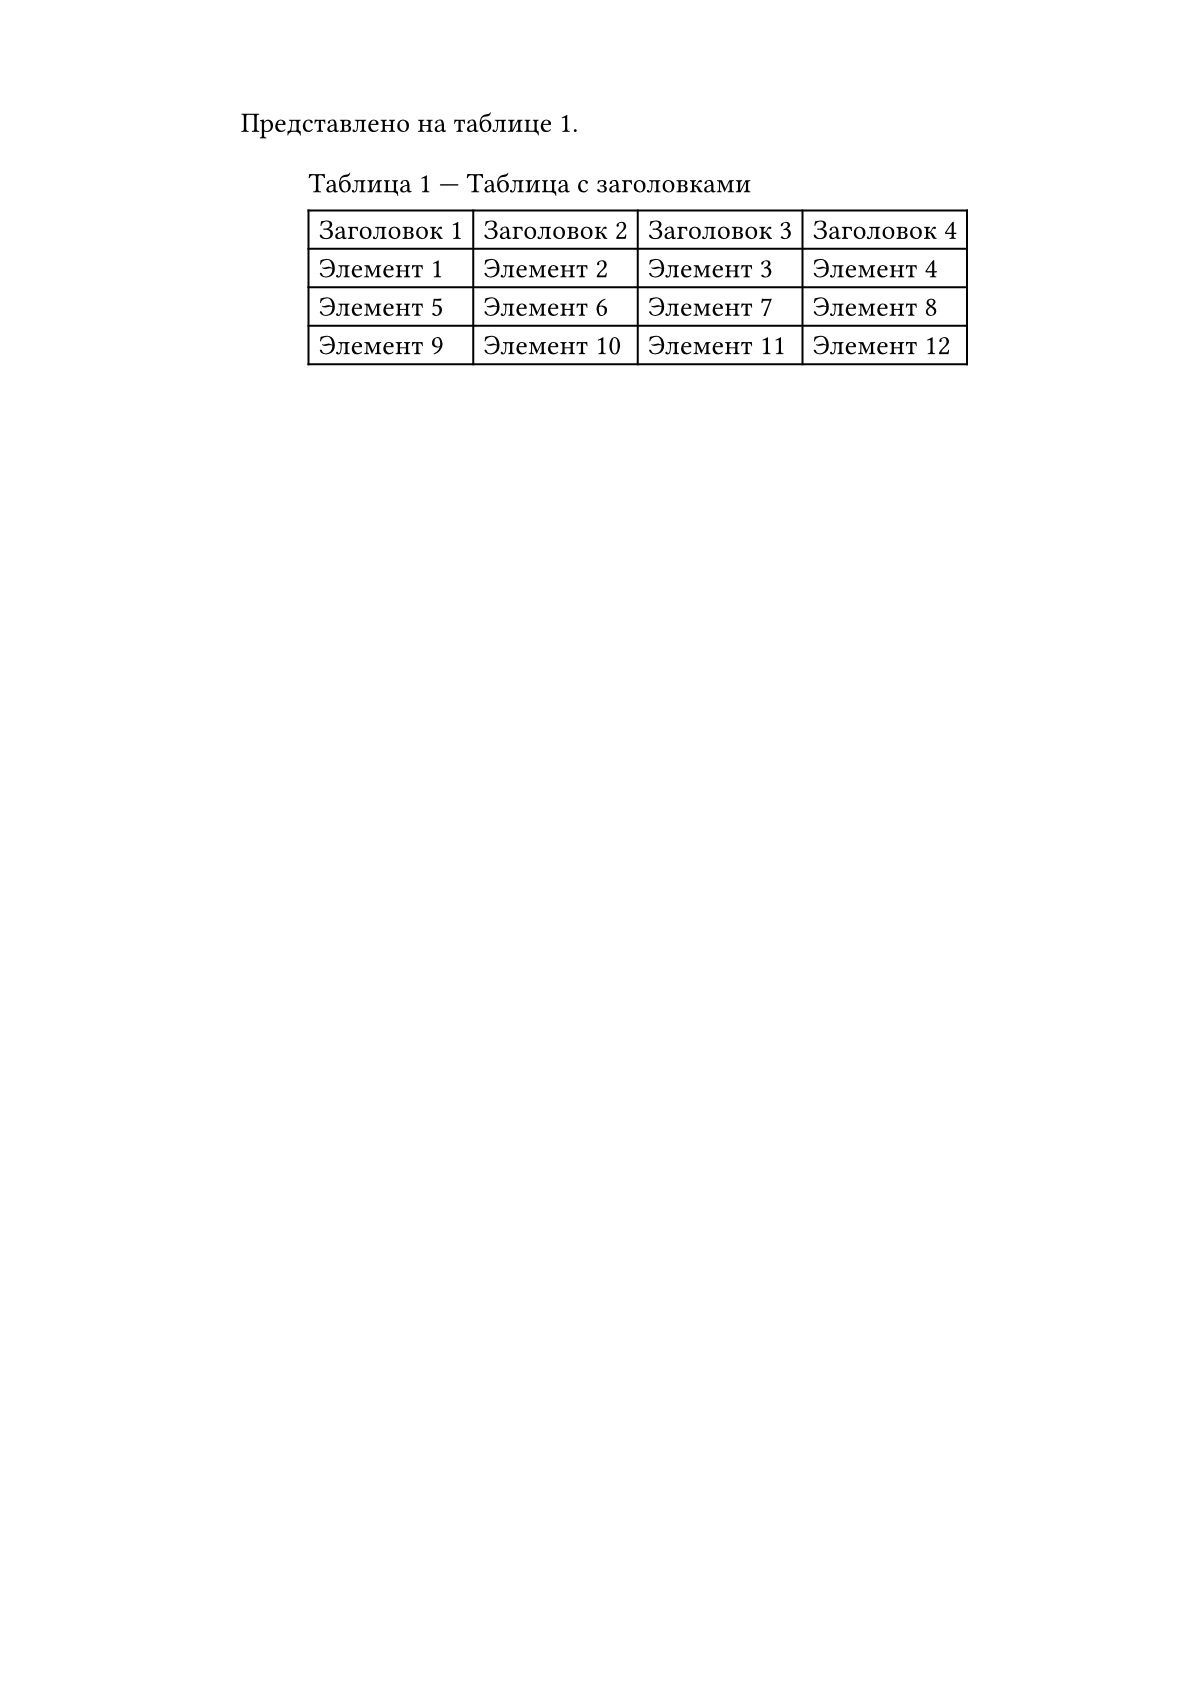 Представлено на таблице 1.
Таблица 1 — Таблица с заголовками
Заголовок 1 Заголовок 2 Заголовок 3 Заголовок 4
Элемент 1 Элемент 2 Элемент 3 Элемент 4
Элемент 5 Элемент 6 Элемент 7 Элемент 8
Элемент 9 Элемент 10 Элемент 11 Элемент 12